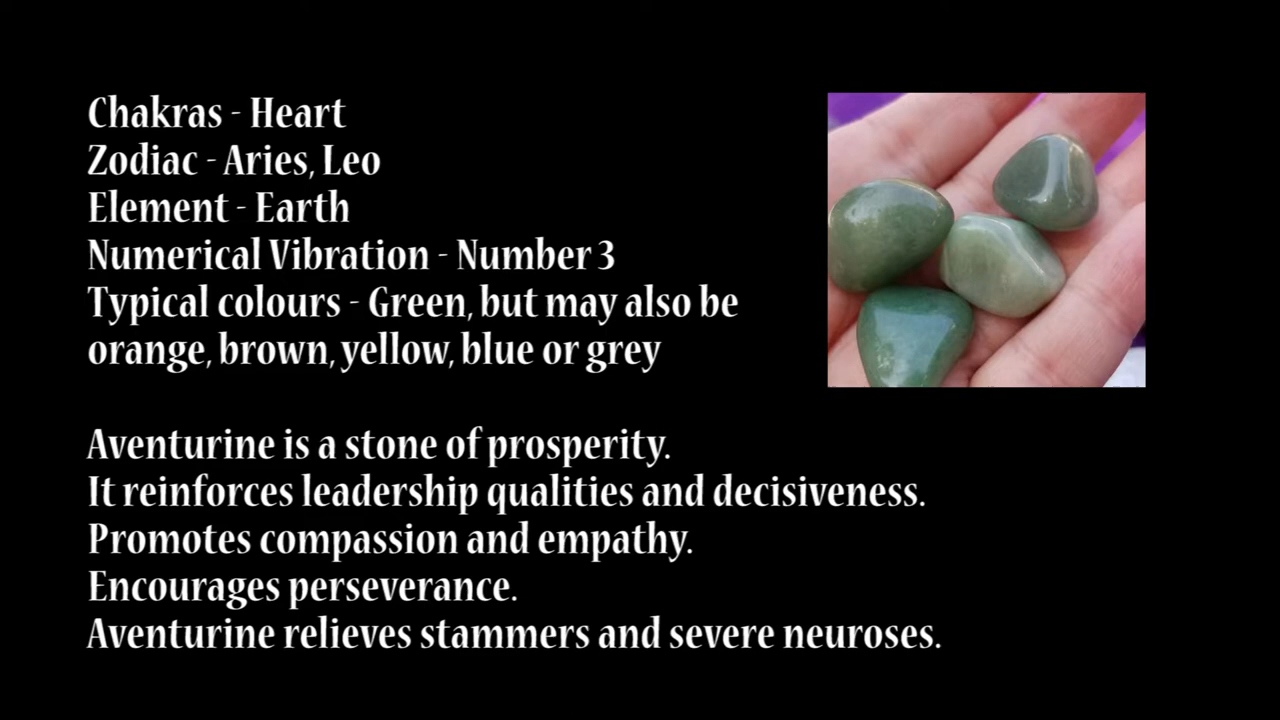 Chakras - Heart
Zodiac - Aries, Leo
Element - Earth
Numerical Vibration - Number 3
Typical colours - Green, but may also be
orange, brown, yellow, blue or grey
Aventurine is a stone of prosperity.
It reinforces leadership qualities and decisiveness.
Promotes compassion and empathy.
Encourages perseverance.
Aventurine relieves stammers and severe neuroses.